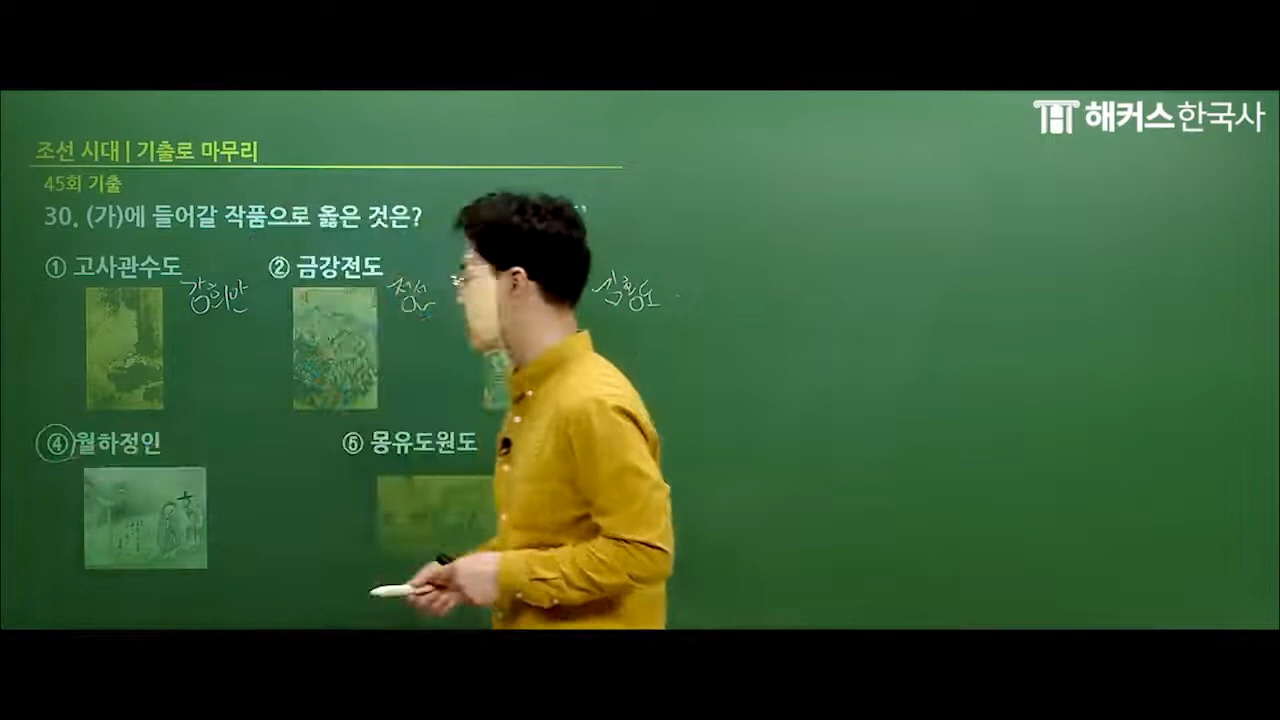 해커스한국사
조선 시대 | 기출로 마무리
45회 기출
30. (가)에 들어갈 작품으로 옳은 것은?
① 고사관수도
② 금강전도
강희안
정선
김홍도
④ 월하정인
⑤ 몽유도원도